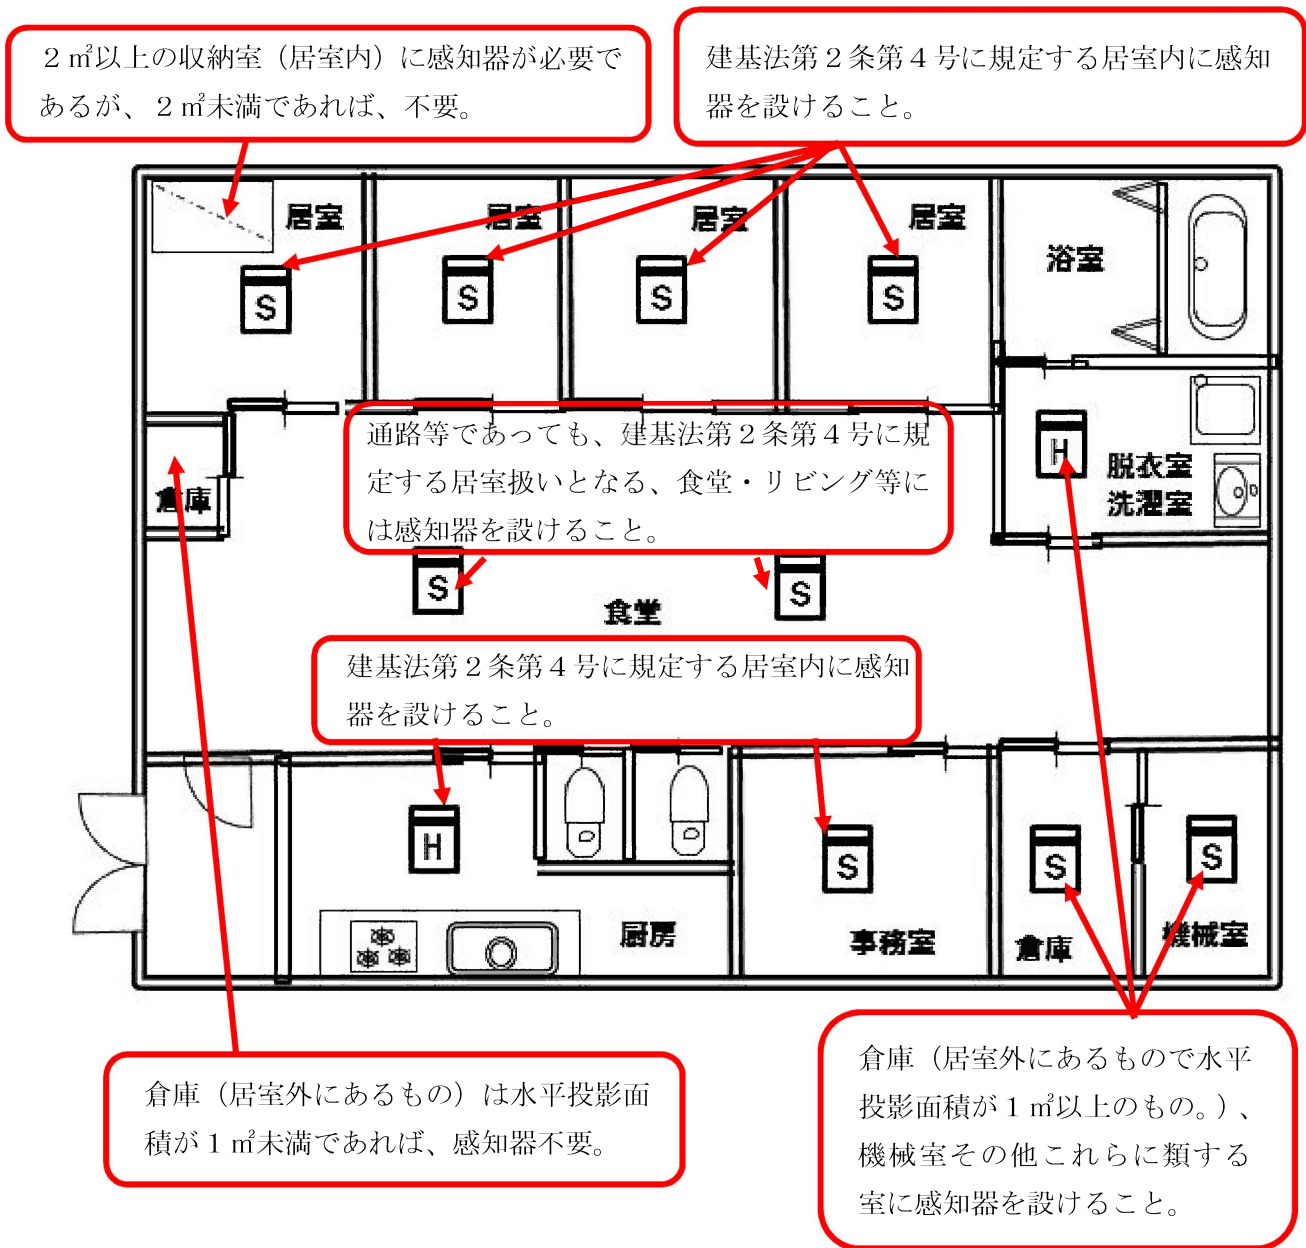 ２㎡以上の収納室（居室内）に感知器が必要で
あるが、２㎡未満であれば、不要。
建基法第２条第４号に規定する居室内に感知
器を設けること。
居室
居室
居室
居室
浴室
S
S
S
S
通路等であっても、建基法第２条第４号に規
定する居室扱いとなる、食堂・リビング等に
は感知器を設けること。
H
脱衣室
洗濯室
倉庫
S
S
食堂
建基法第２条第４号に規定する居室内に感知
器を設けること。
H
S
S
S
厨房
事務室
倉庫
機械室
倉庫（居室外にあるもの）は水平投影面
積が１㎡未満であれば、感知器不要。
倉庫（居室外にあるもので水平
投影面積が１㎡以上のもの。）、
機械室その他これらに類する
室に感知器を設けること。